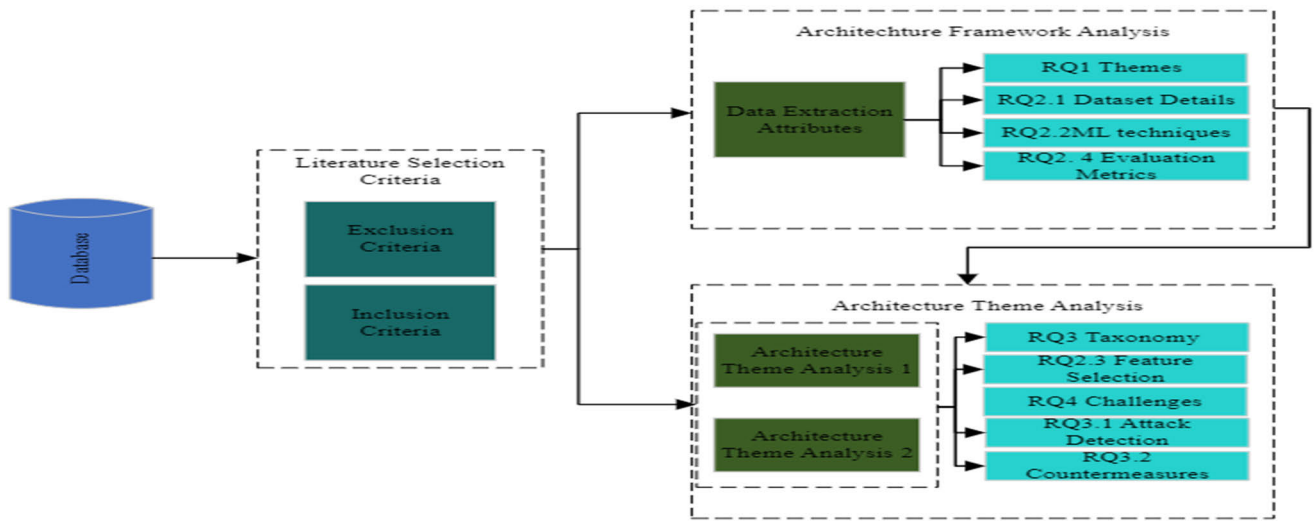 Database
Literature Selection
Criteria
Exclusion
Criteria
Inclusion
Criteria
Architechture Framework Analysis
Data Extraction
Attributes
RQ1 Themes
RQ2.1 Dataset Details
RQ2.2ML techniques
RQ2. 4 Evaluation
Metrics
Architecture Theme Analysis
Architecture
Theme Analysis 1
Architecture
Theme Analysis 2
RQ3 Taxonomy
RQ2.3 Feature
Selection
RQ4 Challenges
RQ3.1 Attack
Detection
RQ3.2
Countermeasures